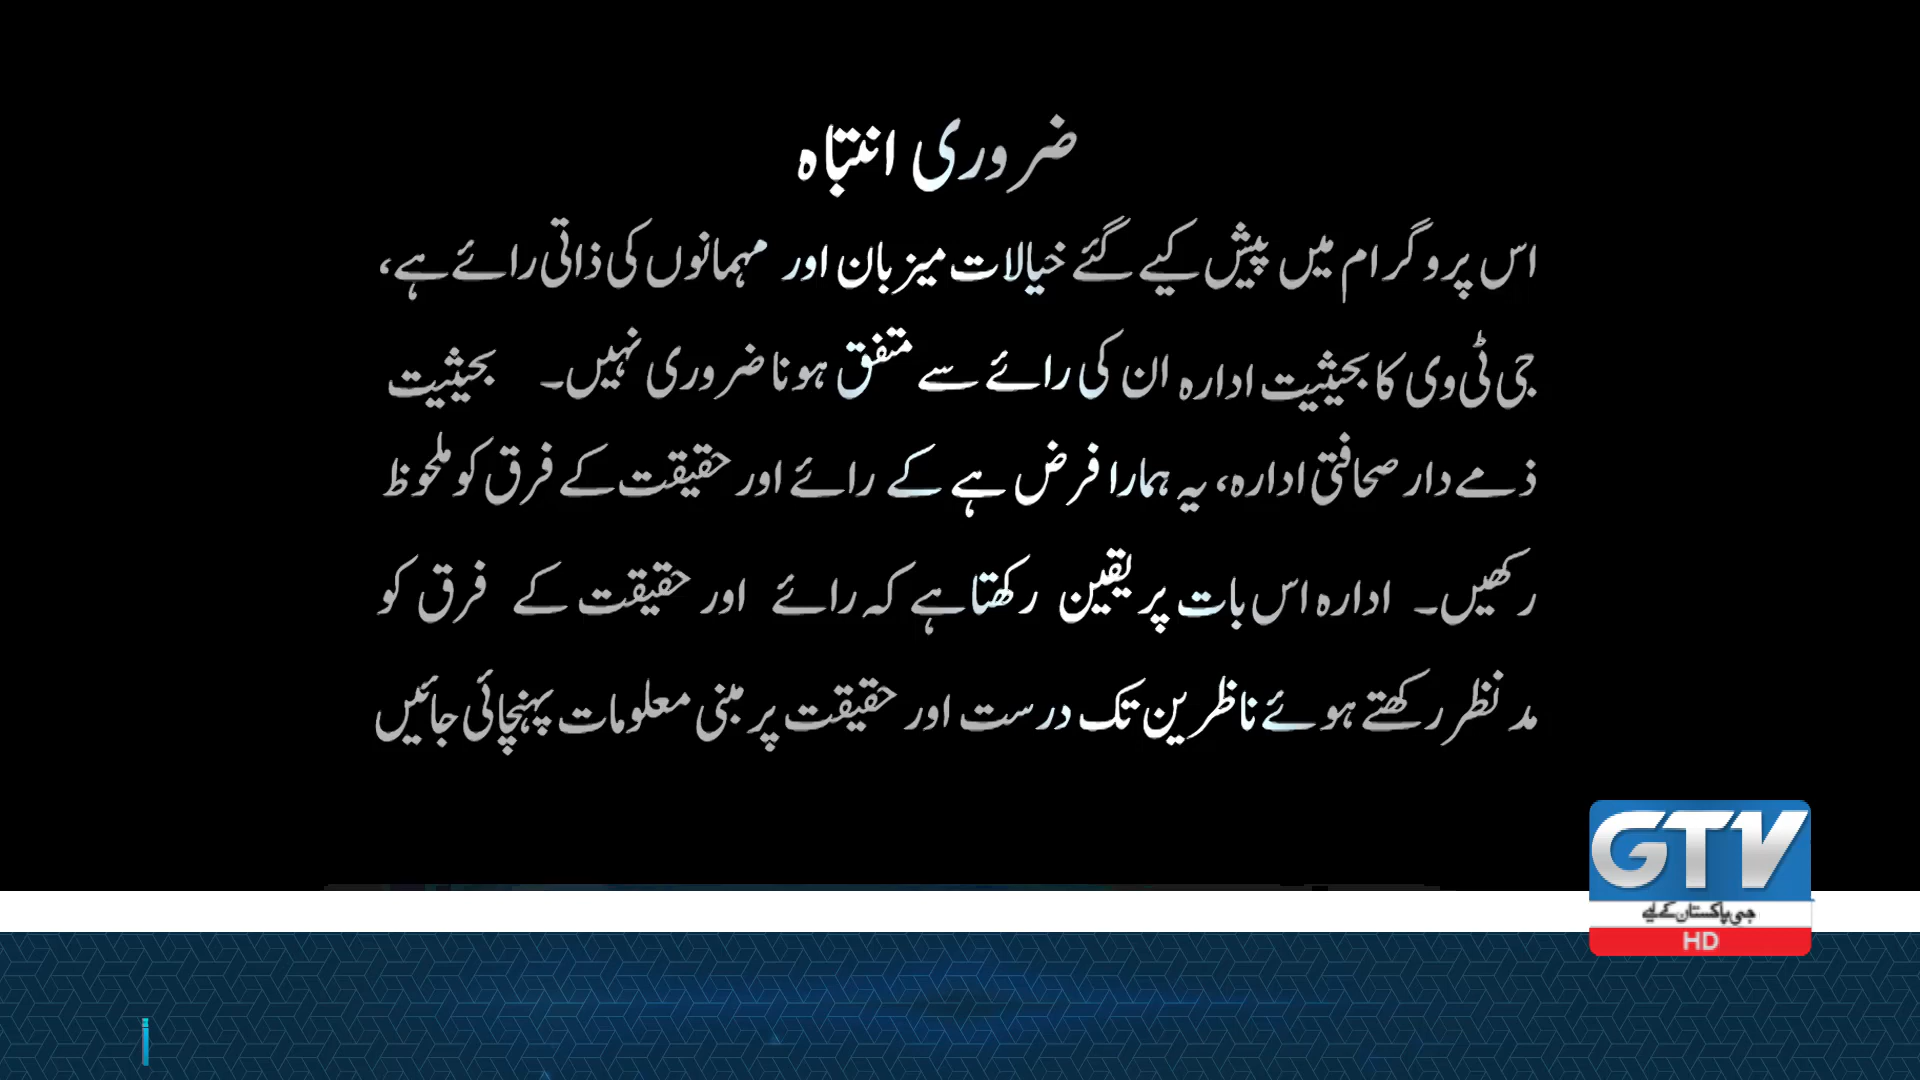 ضروری انتباہ
اس پروگرام میں پیش کیے گئے خیالات میزبان اور مہمانوں کی ذاتی رائے ہے،
جی ٹی وی کا بحیثیت ادارہ ان کی رائے سے متفق ہونا ضروری نہیں۔ بحیثیت
ذمے دار صحافتی ادارہ، یہ ہمارا فرض ہے کے رائے اور حقیقت کے فرق کو ملحوظ
رکھیں۔ ادارہ اس بات پر یقین رکھتا ہے کہ رائے اور حقیقت کے فرق کو
مد نظر رکھتے ہوئے ناظرین تک درست اور حقیقت پر مبنی معلومات پہنچائی جائیں
GTV
جی پاکستان کے لیے
HD